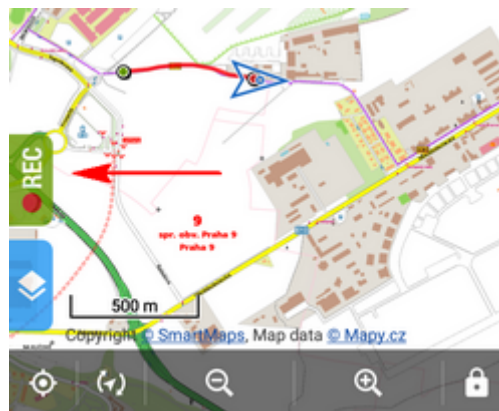 REC
9
spr. obv. Praha 9
Praha 9
500 m
Copyright © SmartMaps, Map data © Mapy.cz